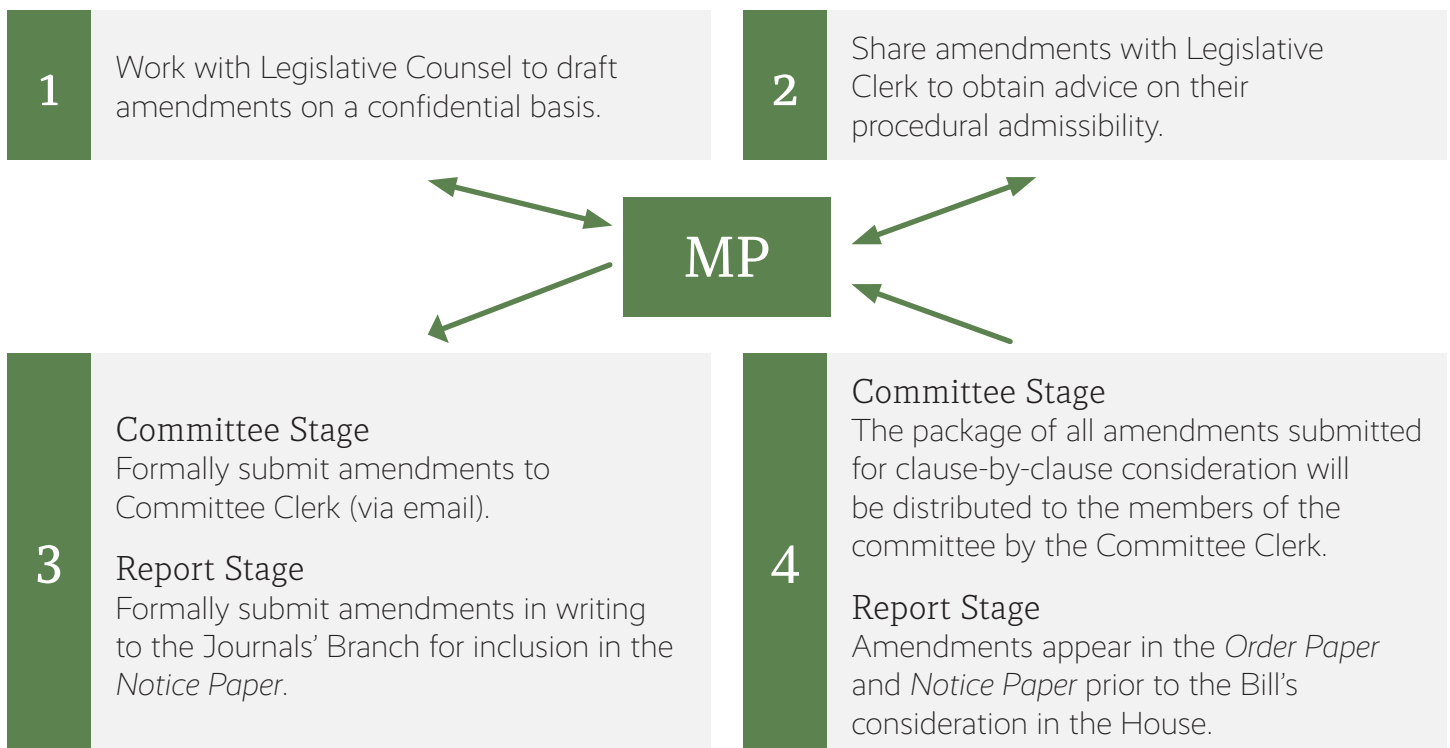 1
Work with Legislative Counsel to draft
amendments on a confidential basis.
2
Share amendments with Legislative
Clerk to obtain advice on their
procedural admissibility.
MP
3
Committee Stage
Formally submit amendments to
Committee Clerk (via email).
Report Stage
Formally submit amendments in writing
to the Journals’ Branch for inclusion in the
Notice Paper.
4
Committee Stage
The package of all amendments submitted
for clause-by-clause consideration will
be distributed to the members of the
committee by the Committee Clerk.
Report Stage
Amendments appear in the Order Paper
and Notice Paper prior to the Bill’s
consideration in the House.